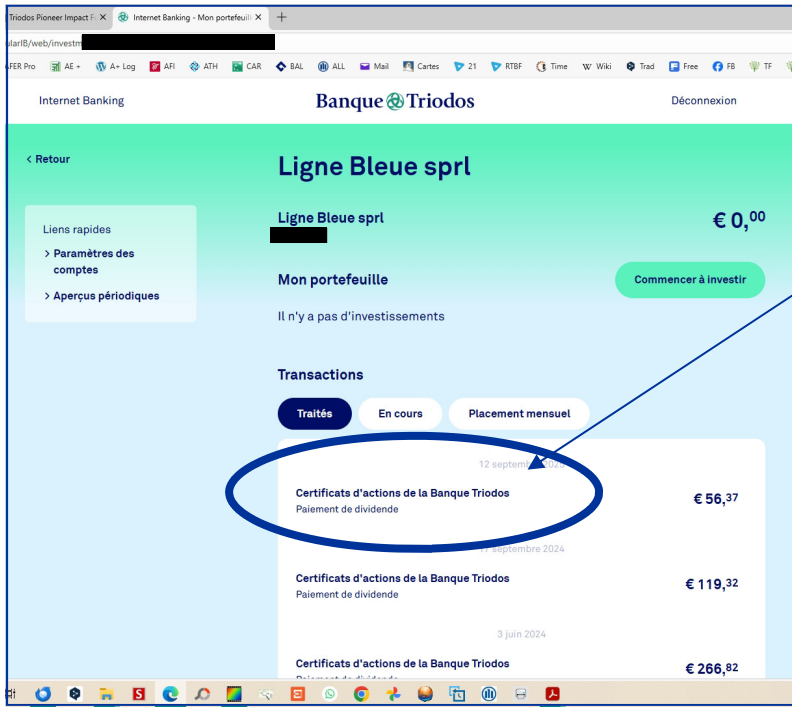 Triodos Pioneer Impact F
Internet Banking - Mon portefeuill
ularIB/web/investm
AFER Pro AE + A+ Log AFI ATH CAR BAL ALL Mail Cartes 21 RTBF Time Wiki Trad Free FB TF
Internet Banking
Banque Triodos
Déconnexion
< Retour
Ligne Bleue sprl
Liens rapides
> Paramètres des
comptes
> Aperçus périodiques
Ligne Bleue sprl
€ 0,00
Mon portefeuille
Commencer à investir
Il n'y a pas d'investissements
Transactions
Traités
En cours
Placement mensuel
12 septembre
Certificats d'actions de la Banque Triodos
€ 56,37
Paiement de dividende
septembre 2024
Certificats d'actions de la Banque Triodos
€ 119,32
Paiement de dividende
3 juin 2024
Certificats d'actions de la Banque Triodos
€ 266,82
Paiement de dividende